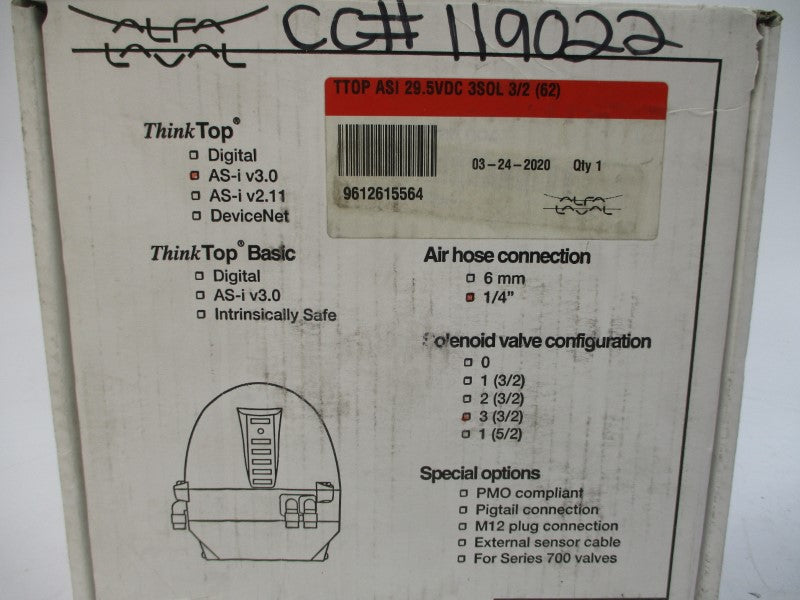 ALFA LAVAL CG# 119022
TTOP ASI 29.5VDC 3SOL 3/2 (62)
03-24-2020 Qty 1
9612615564
ALFA
LAVAL
ThinkTop®
Digital
AS-i v3.0
AS-i v2.11
DeviceNet
ThinkTop® Basic
Digital
AS-i v3.0
Intrinsically Safe
Air hose connection
6 mm
1/4"
Solenoid valve configuration
0
1 (3/2)
2 (3/2)
3 (3/2)
1 (5/2)
Special options
PMO compliant
Pigtail connection
M12 plug connection
External sensor cable
For Series 700 valves